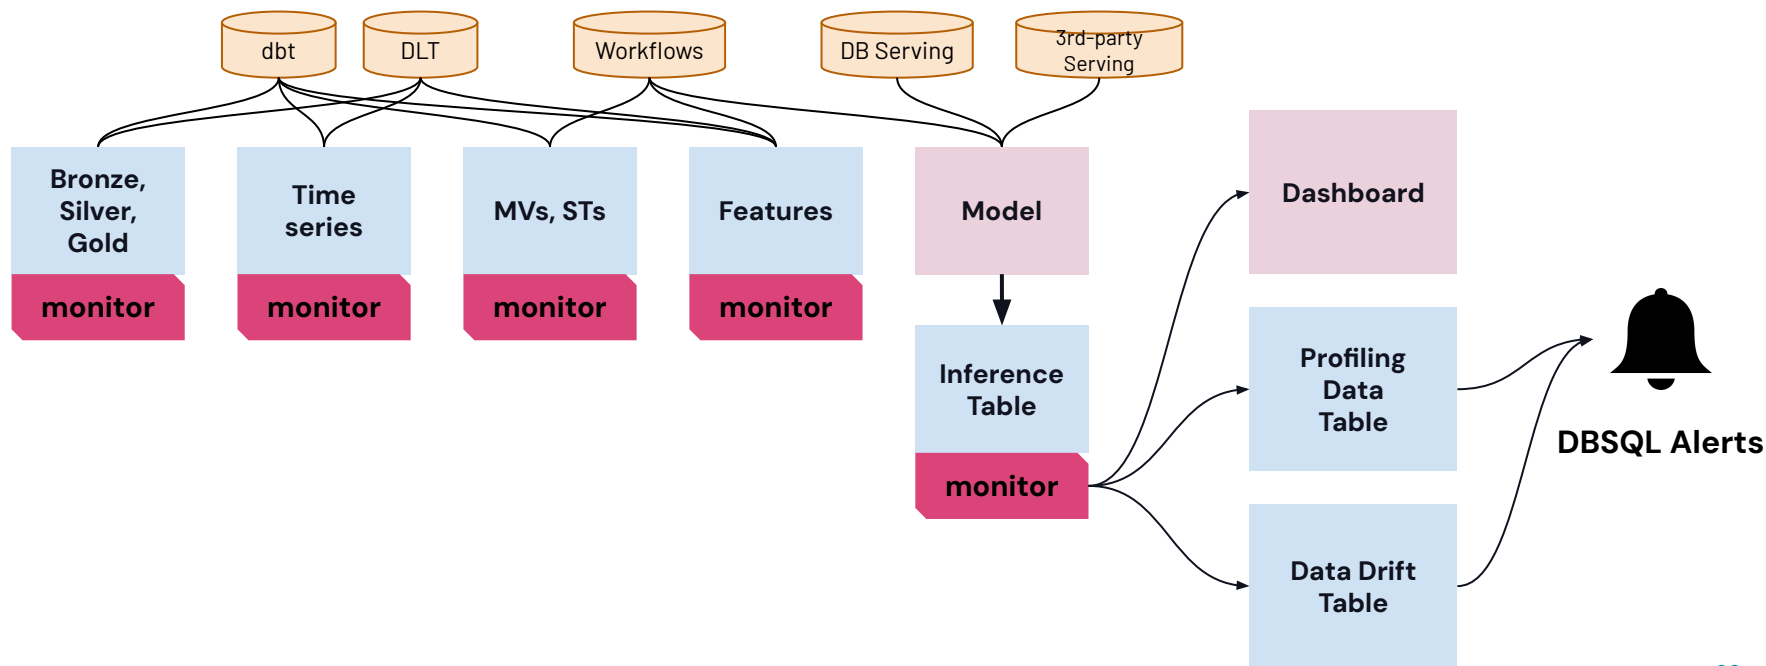 dbt
DLT
Workflows
DB Serving
3rd-party
Serving
Bronze,
Silver,
Gold
monitor
Time
series
monitor
MVs, STs
monitor
Features
monitor
Model
Inference
Table
monitor
Dashboard
Profiling
Data
Table
Data Drift
Table
DBSQL Alerts